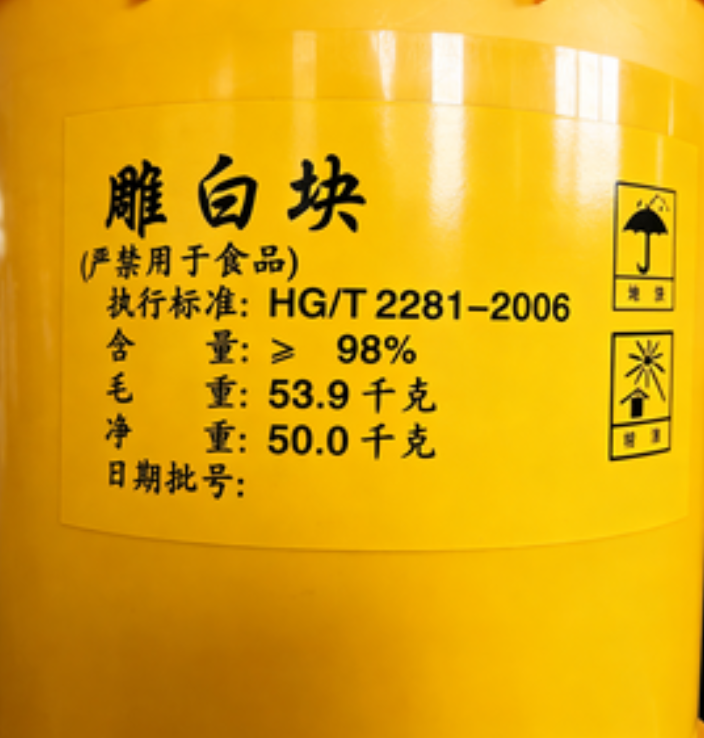 雕白块
(严禁用于食品)
执行标准: HG/T 2281-2006
含 量: ≥ 98%
毛 重: 53.9 千克
净 重: 50.0 千克
日期批号: